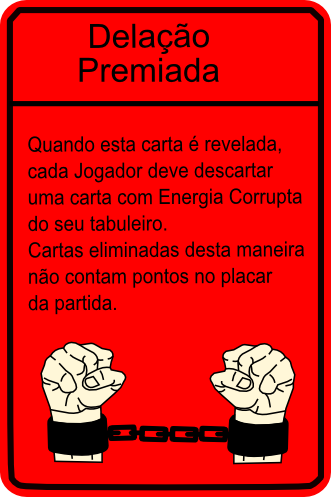 Delação
Premiada
Quando esta carta é revelada,
cada Jogador deve descartar
uma carta com Energia Corrupta
do seu tabuleiro.
Cartas eliminadas desta maneira
não contam pontos no placar
da partida.